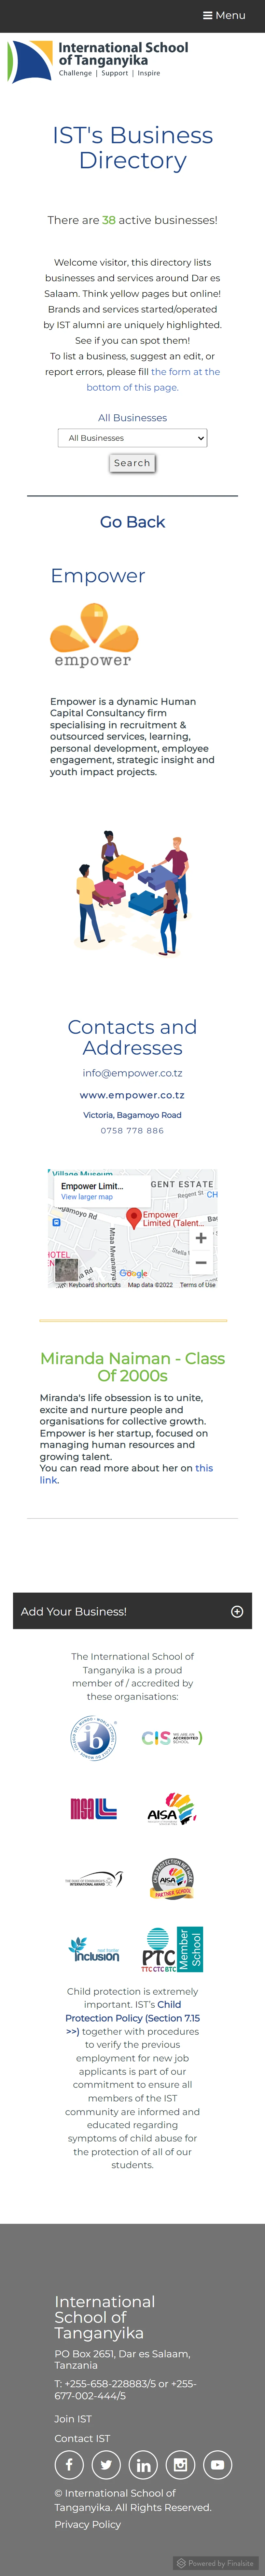 Menu
International School
of Tanganyika
Challenge | Support | Inspire
IST's Business
Directory
There are 38 active businesses!
Welcome visitor, this directory lists
businesses and services around Dar es
Salaam. Think yellow pages but online!
Brands and services started/operated
by IST alumni are uniquely highlighted.
See if you can spot them!
To list a business, suggest an edit, or
report errors, please fill the form at the
bottom of this page.
All Businesses
All Businesses
Search
Go Back
Empower
empower
Empower is a dynamic Human
Capital Consultancy firm
specialising in recruitment &
outsourced services, learning,
personal development, employee
engagement, strategic insight and
youth impact projects.
Contacts and
Addresses
info@empower.co.tz
www.empower.co.tz
Victoria, Bagamoyo Road
0758 778 886
Village Museum
Empower Limit...
View larger map
GENT ESTATE
Regent St
CH
Empower
Limited (Talent...
Mtaa Mwananya
Stella
HOTEL
EN
Google
Keyboard shortcuts Map data ©2022 Terms of Use
Miranda Naiman - Class
Of 2000s
Miranda's life obsession is to unite,
excite and nurture people and
organisations for collective growth.
Empower is her startup, focused on
managing human resources and
growing talent.
You can read more about her on this
link.
Add Your Business!
The International School of
Tanganyika is a proud
member of / accredited by
these organisations:
ib
CIS WE ARE AN ACCREDITED SCHOOL
MSA
AISA
THE DUKE OF EDINBURGH'S
INTERNATIONAL AWARD
AISA
PARTNER SCHOOL
inclusion
PTC
TTC CTC BTC
Member
School
Child protection is extremely
important. IST's Child
Protection Policy (Section 7.15
>>) together with procedures
to verify the previous
employment for new job
applicants is part of our
commitment to ensure all
members of the IST
community are informed and
educated regarding
symptoms of child abuse for
the protection of all of our
students.
International
School of
Tanganyika
PO Box 2651, Dar es Salaam,
Tanzania
T: +255-658-228883/5 or +255-
677-002-444/5
Join IST
Contact IST
© International School of
Tanganyika. All Rights Reserved.
Privacy Policy
Powered by Finalsite